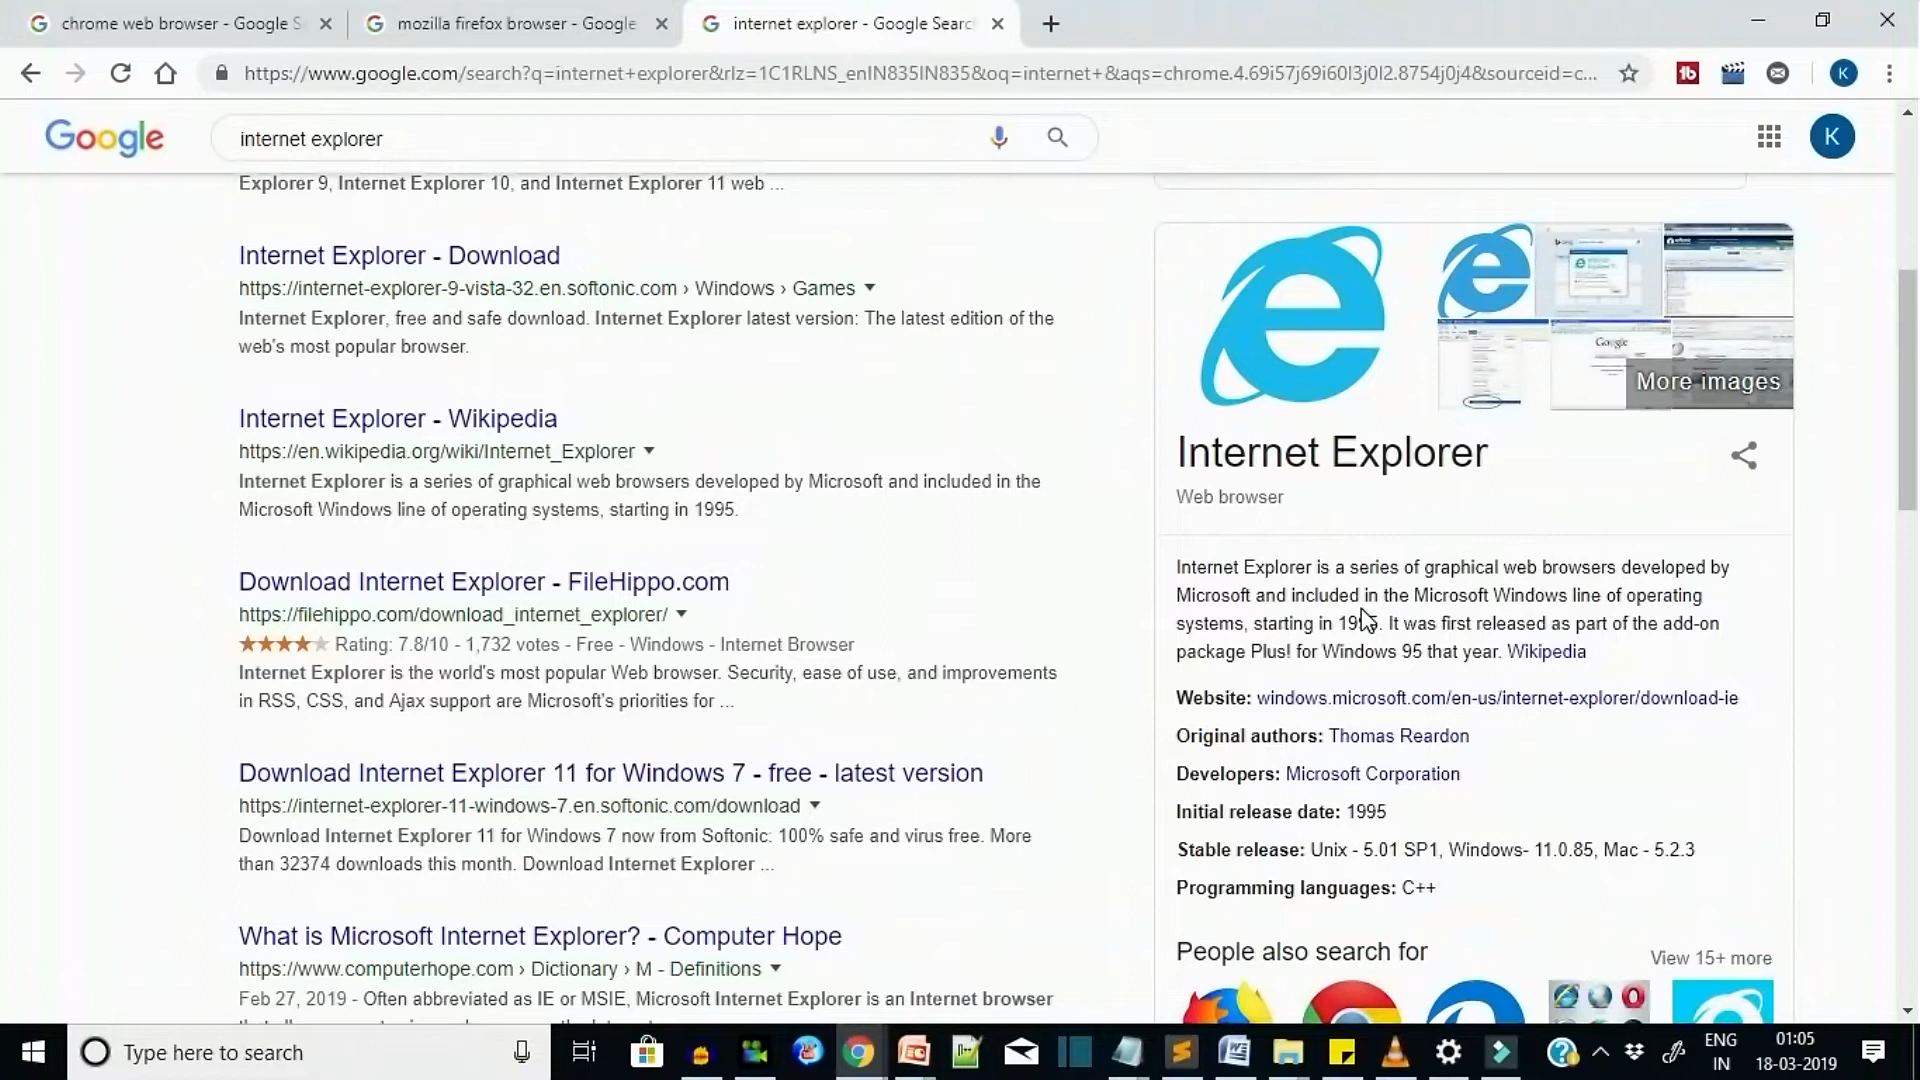 chrome web browser - Google S
mozilla firefox browser - Google
internet explorer - Google Searc
https://www.google.com/search?q=internet+explorer&rlz=1C1RLNS_enIN835IN835&oq=internet+&aqs=chrome.4.69i57j69i60l3j0l2.8754j0j4&sourceid=c...
K
Google
internet explorer
K
Explorer 9, Internet Explorer 10, and Internet Explorer 11 web ...
Internet Explorer - Download
https://internet-explorer-9-vista-32.en.softonic.com › Windows › Games
Internet Explorer, free and safe download. Internet Explorer latest version: The latest edition of the
web's most popular browser.
Internet Explorer - Wikipedia
https://en.wikipedia.org/wiki/Internet_Explorer
Internet Explorer is a series of graphical web browsers developed by Microsoft and included in the
Microsoft Windows line of operating systems, starting in 1995.
Download Internet Explorer - FileHippo.com
https://filehippo.com/download_internet_explorer/
Rating: 7.8/10 - 1,732 votes - Free - Windows - Internet Browser
Internet Explorer is the world's most popular Web browser. Security, ease of use, and improvements
in RSS, CSS, and Ajax support are Microsoft's priorities for ...
Download Internet Explorer 11 for Windows 7 - free - latest version
https://internet-explorer-11-windows-7.en.softonic.com/download
Download Internet Explorer 11 for Windows 7 now from Softonic: 100% safe and virus free. More
than 32374 downloads this month. Download Internet Explorer ...
What is Microsoft Internet Explorer? - Computer Hope
https://www.computerhope.com › Dictionary › M - Definitions
Feb 27, 2019 - Often abbreviated as IE or MSIE, Microsoft Internet Explorer is an Internet browser
Google
More images
Internet Explorer
Web browser
Internet Explorer is a series of graphical web browsers developed by
Microsoft and included in the Microsoft Windows line of operating
systems, starting in 1995. It was first released as part of the add-on
package Plus! for Windows 95 that year. Wikipedia
Website: windows.microsoft.com/en-us/internet-explorer/download-ie
Original authors: Thomas Reardon
Developers: Microsoft Corporation
Initial release date: 1995
Stable release: Unix - 5.01 SP1, Windows- 11.0.85, Mac - 5.2.3
Programming languages: C++
People also search for
View 15+ more
Type here to search
ENG
IN
01:05
18-03-2019